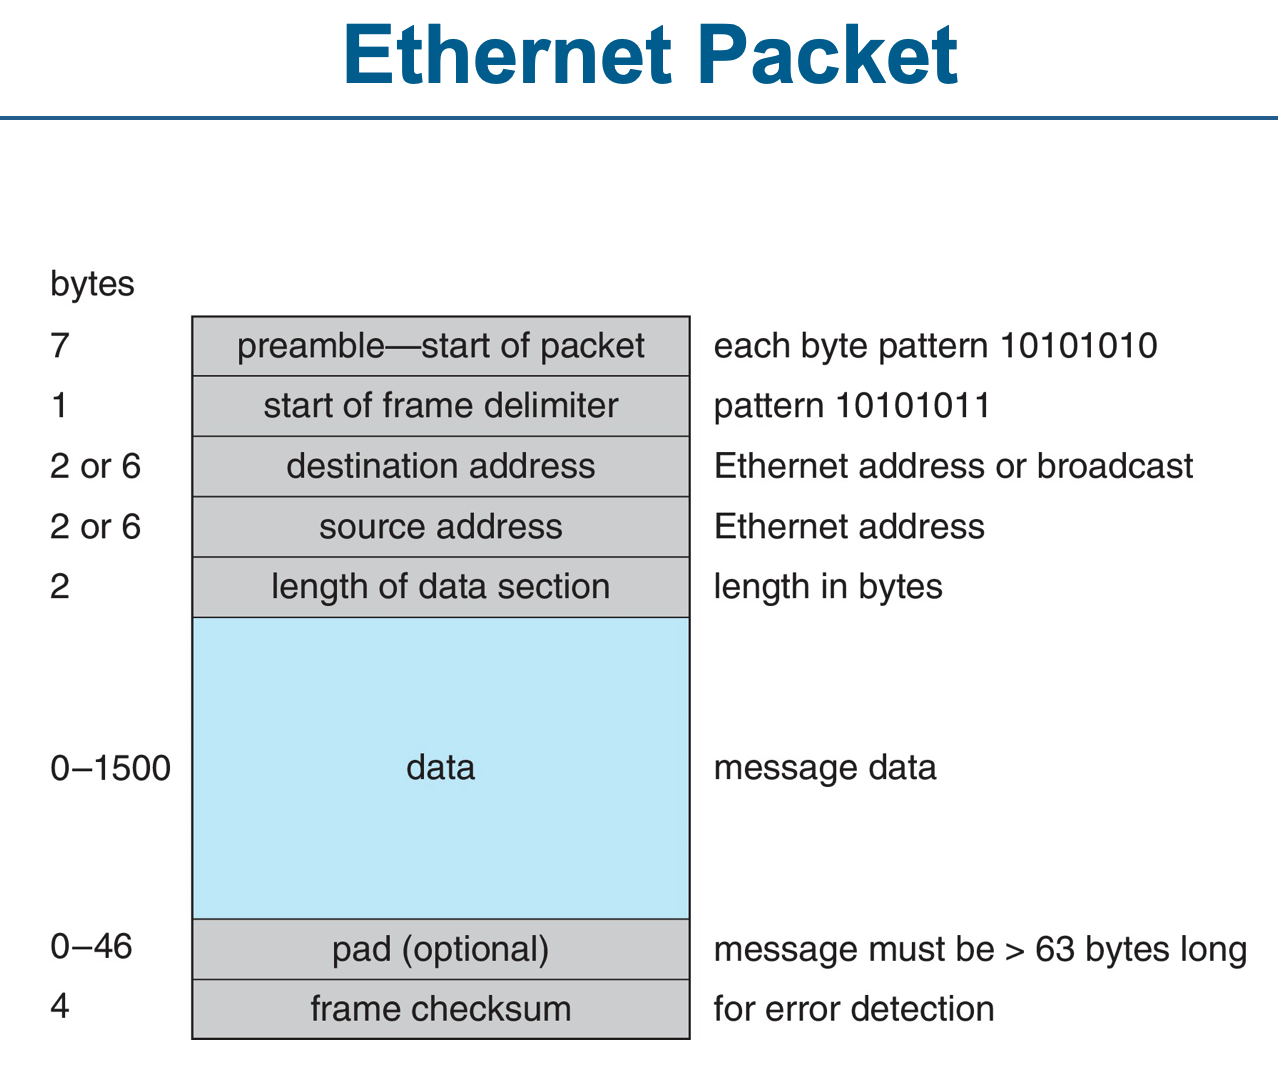 Ethernet Packet
bytes
7 preamble—start of packet each byte pattern 10101010
1 start of frame delimiter pattern 10101011
2 or 6 destination address Ethernet address or broadcast
2 or 6 source address Ethernet address
2 length of data section length in bytes
0–1500 data message data
0–46 pad (optional) message must be > 63 bytes long
4 frame checksum for error detection